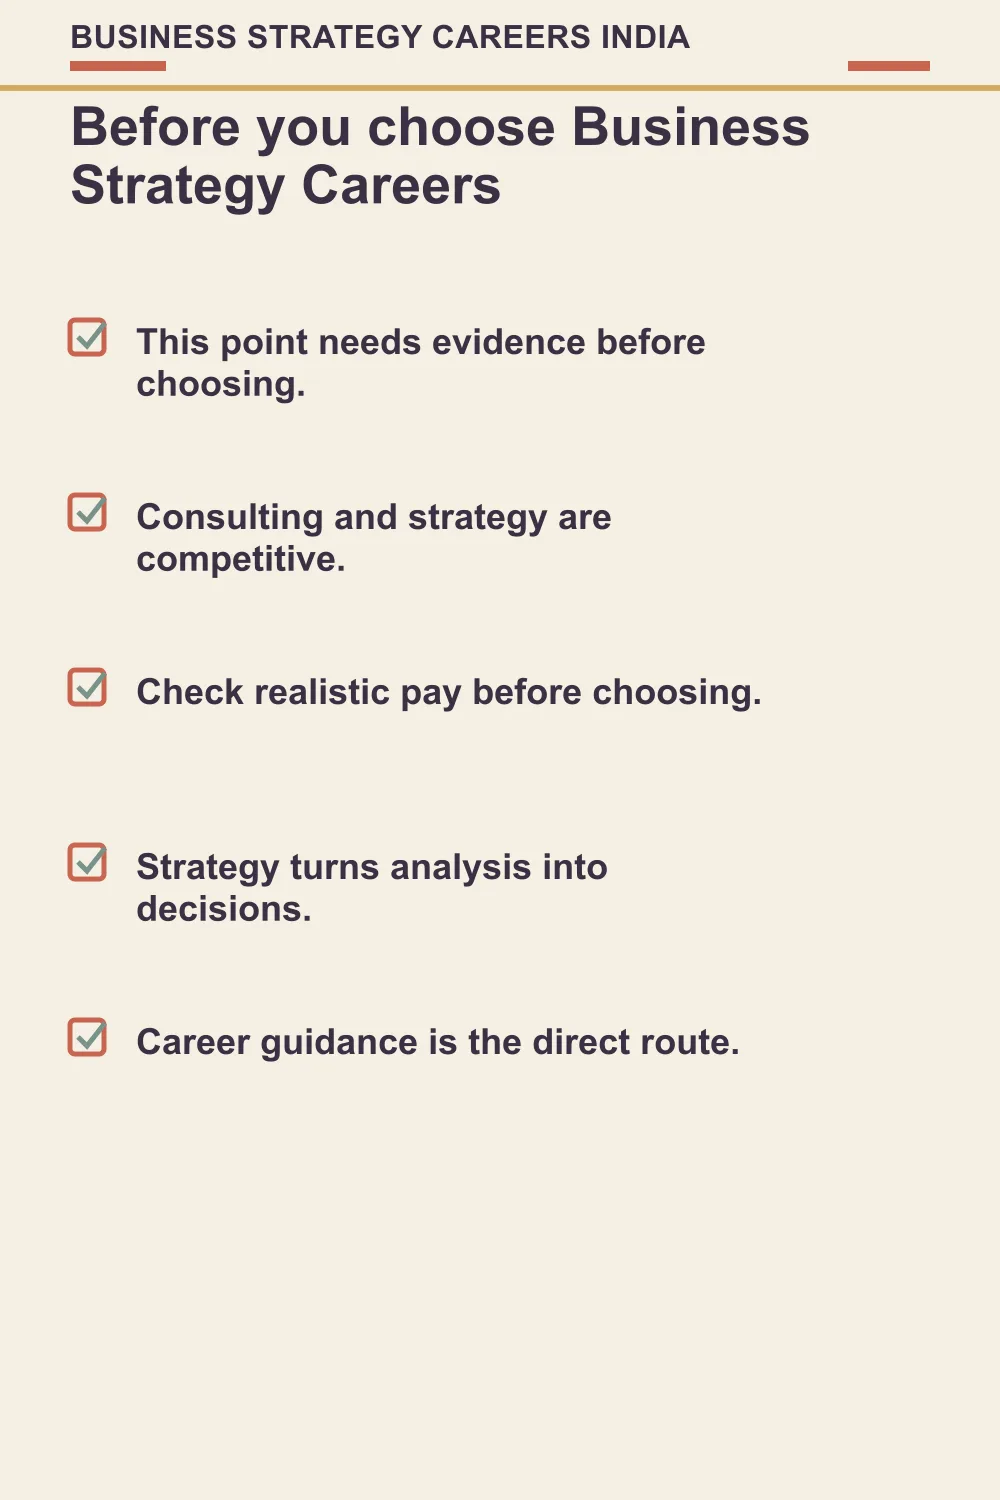 BUSINESS STRATEGY CAREERS INDIA
Before you choose Business
Strategy Careers
This point needs evidence before
choosing.
Consulting and strategy are
competitive.
Check realistic pay before choosing.
Strategy turns analysis into
decisions.
Career guidance is the direct route.